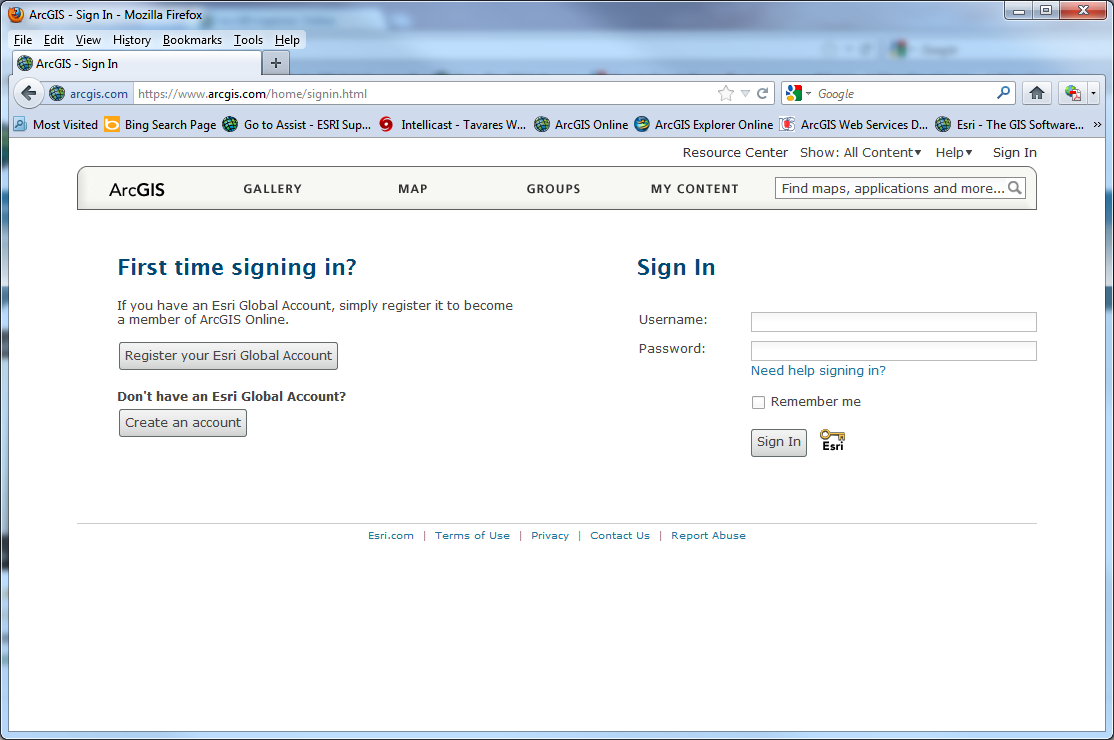 ArcGIS - Sign In - Mozilla Firefox
File Edit View History Bookmarks Tools Help
ArcGIS - Sign In +
arcgis.com https://www.arcgis.com/home/signin.html Google
Most Visited Bing Search Page Go to Assist - ESRI Sup... Intellicast - Tavares W... ArcGIS Online ArcGIS Explorer Online ArcGIS Web Services D... Esri - The GIS Software... »
Resource Center Show: All Content▾ Help▾ Sign In
ArcGIS GALLERY MAP GROUPS MY CONTENT Find maps, applications and more...
First time signing in?
If you have an Esri Global Account, simply register it to become
a member of ArcGIS Online.
Register your Esri Global Account
Don't have an Esri Global Account?
Create an account
Sign In
Username:
Password:
Need help signing in?
Remember me
Sign In Esri
Esri.com | Terms of Use | Privacy | Contact Us | Report Abuse